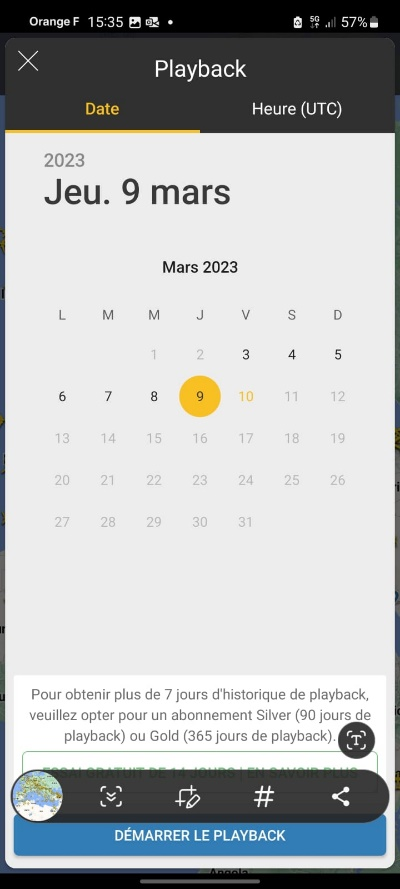 Orange F 15:35 5G 57%
Playback
Date Heure (UTC)
2023
Jeu. 9 mars
Mars 2023
L M M J V S D
1 2 3 4 5
6 7 8 9 10 11 12
13 14 15 16 17 18 19
20 21 22 23 24 25 26
27 28 29 30 31
Pour obtenir plus de 7 jours d'historique de playback,
veuillez opter pour un abonnement Silver (90 jours de
playback) ou Gold (365 jours de playback).
T
ESSAI GRATUIT DE 14 JOURS | EN SAVOIR PLUS
#
DÉMARRER LE PLAYBACK
Angola